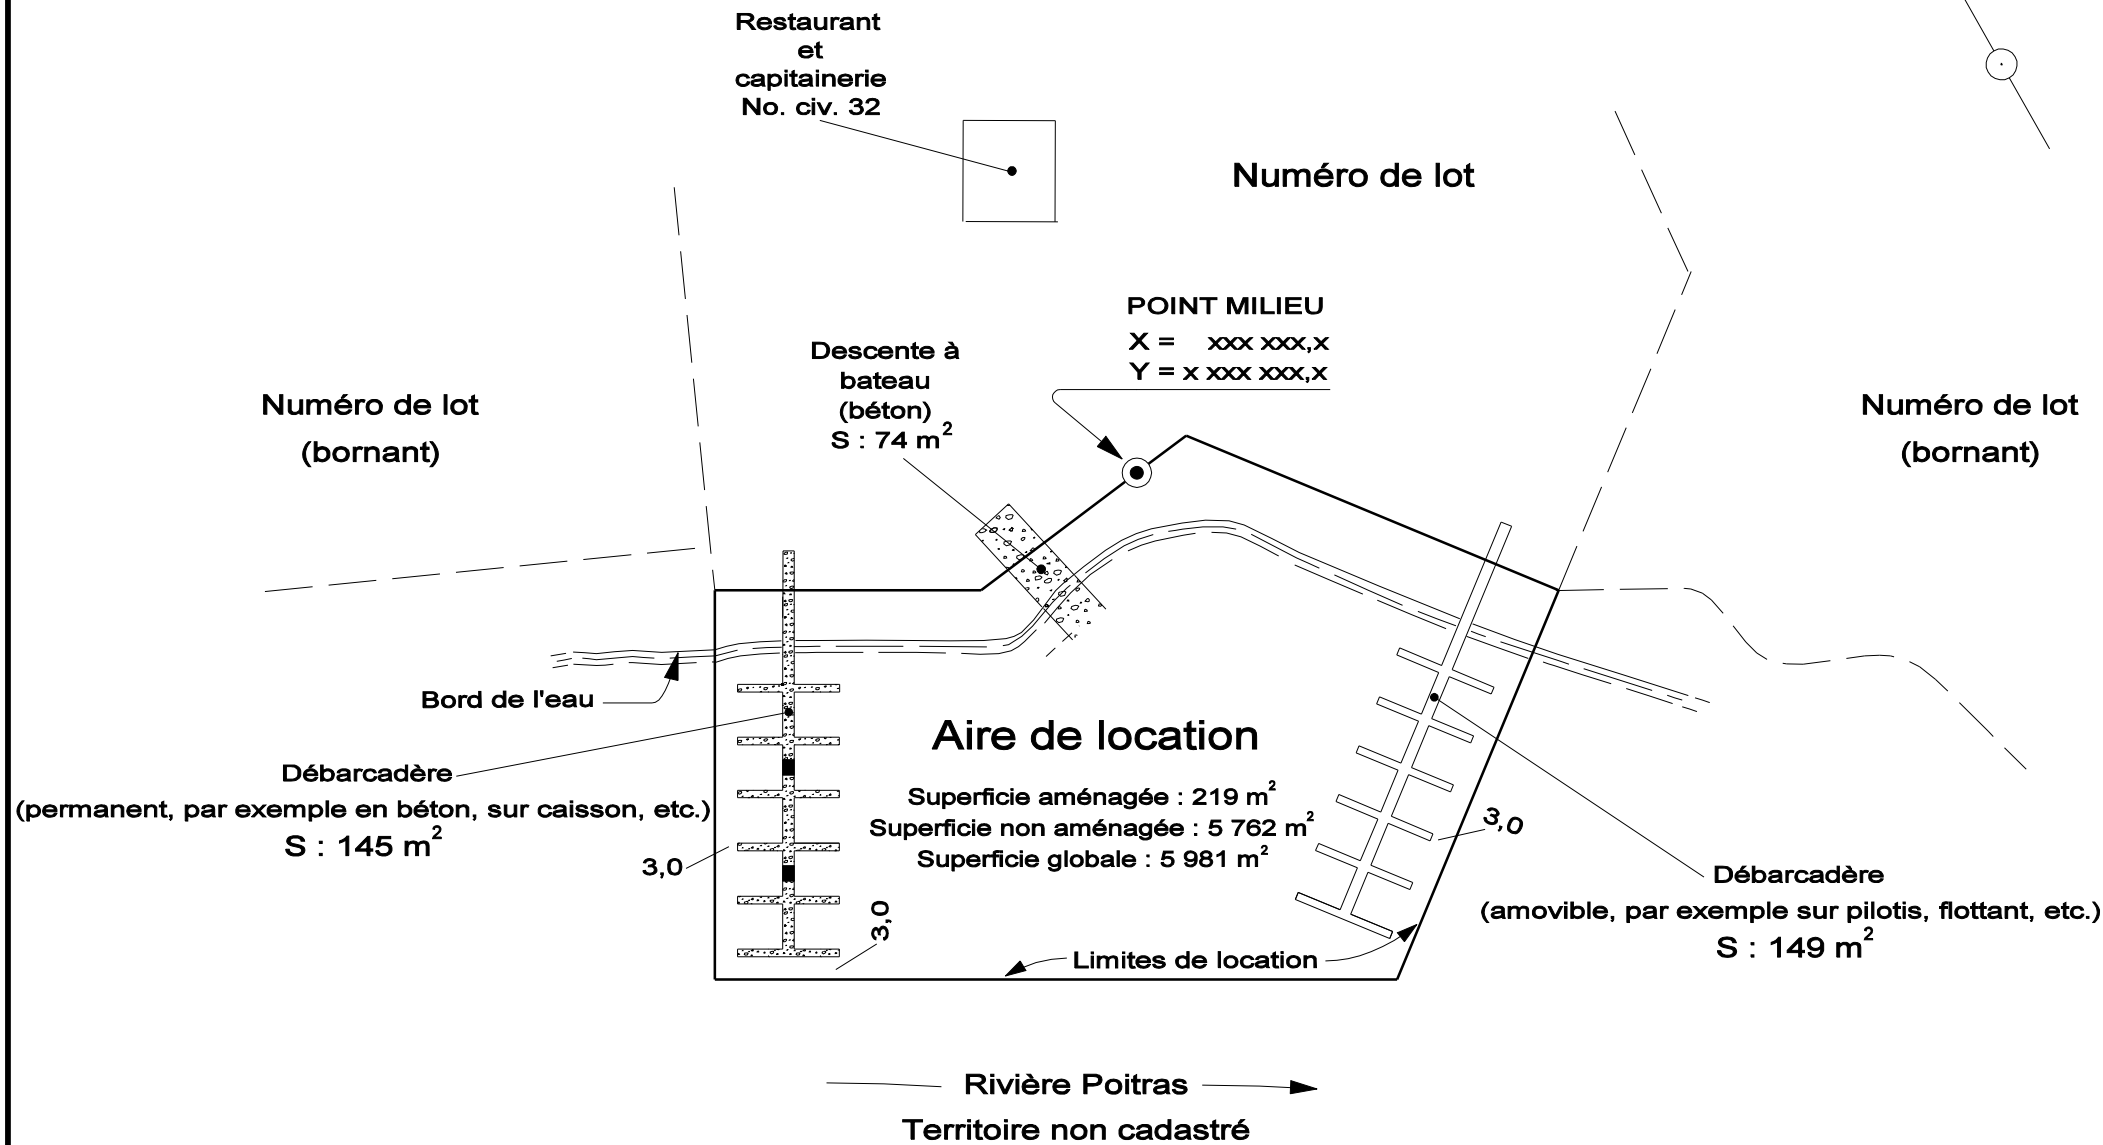 Restaurant
et
capitainerie
No. civ. 32
Numéro de lot
POINT MILIEU
X = xxx xxx,x
Y = x xxx xxx,x
Descente à
bateau
(béton)
S : 74 m²
Numéro de lot
(bornant)
Numéro de lot
(bornant)
Bord de l'eau
Aire de location
Superficie aménagée : 219 m²
Superficie non aménagée : 5 762 m²
Superficie globale : 5 981 m²
Débarcadère
(permanent, par exemple en béton, sur caisson, etc.)
S : 145 m²
3,0
3,0
3,0
Débarcadère
(amovible, par exemple sur pilotis, flottant, etc.)
S : 149 m²
Limites de location
Rivière Poitras
Territoire non cadastré